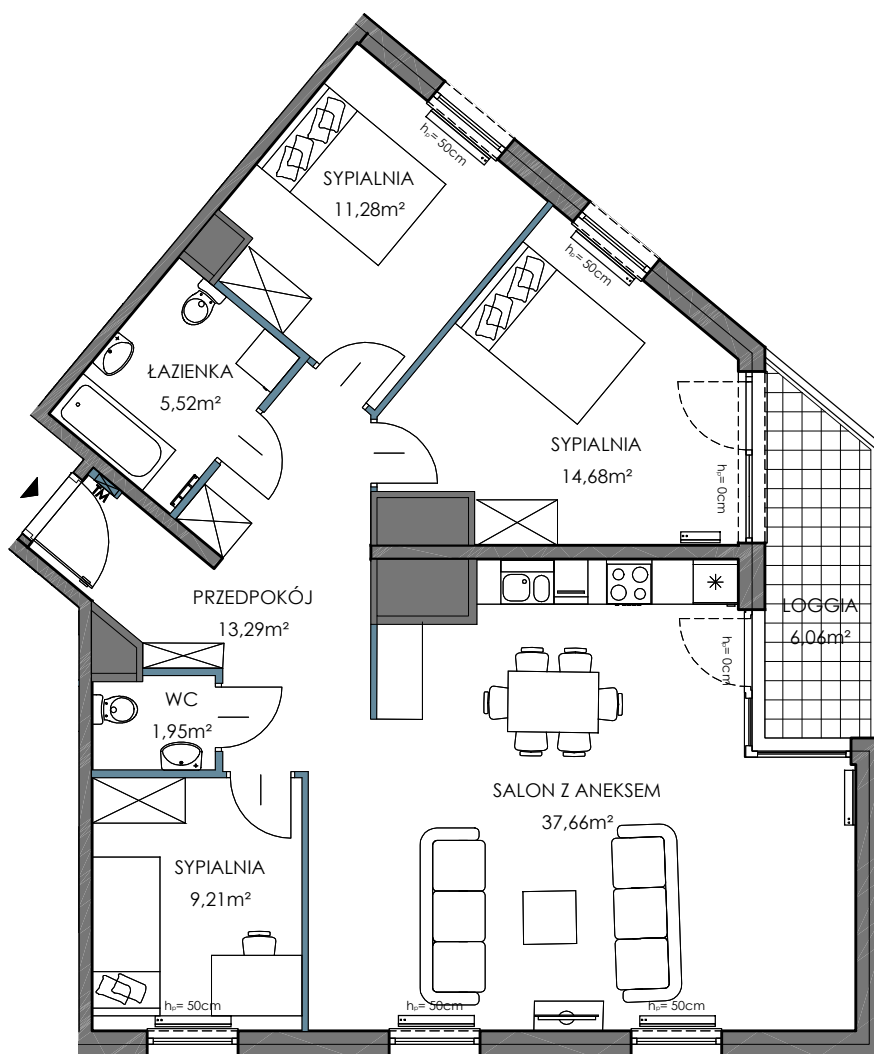 hₚ= 50cm
SYPIALNIA
11,28m²
hₚ= 50cm
ŁAZIENKA
5,52m²
SYPIALNIA
14,68m²
hₚ= 0cm
TM
PRZEDPOKÓJ
13,29m²
LOGGIA
6,06m²
hₚ= 0cm
WC
1,95m²
SALON Z ANEKSEM
37,66m²
SYPIALNIA
9,21m²
hₚ= 50cm
hₚ= 50cm
hₚ= 50cm